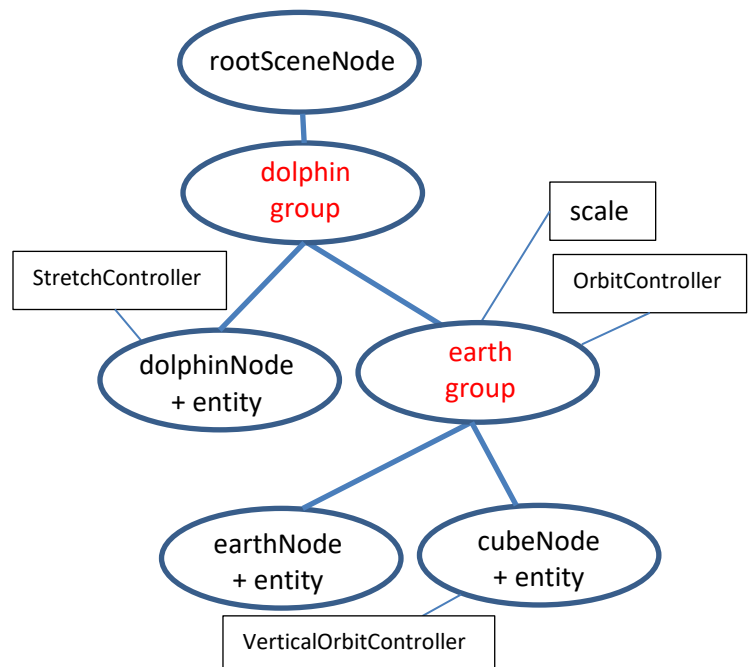 rootSceneNode
dolphin
group
scale
StretchController
OrbitController
dolphinNode
+ entity
earth
group
earthNode
+ entity
cubeNode
+ entity
VerticalOrbitController